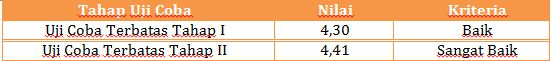 Tahap Uji Coba Nilai Kriteria
Uji Coba Terbatas Tahap I 4,30 Baik
Uji Coba Terbatas Tahap II 4,41 Sangat Baik